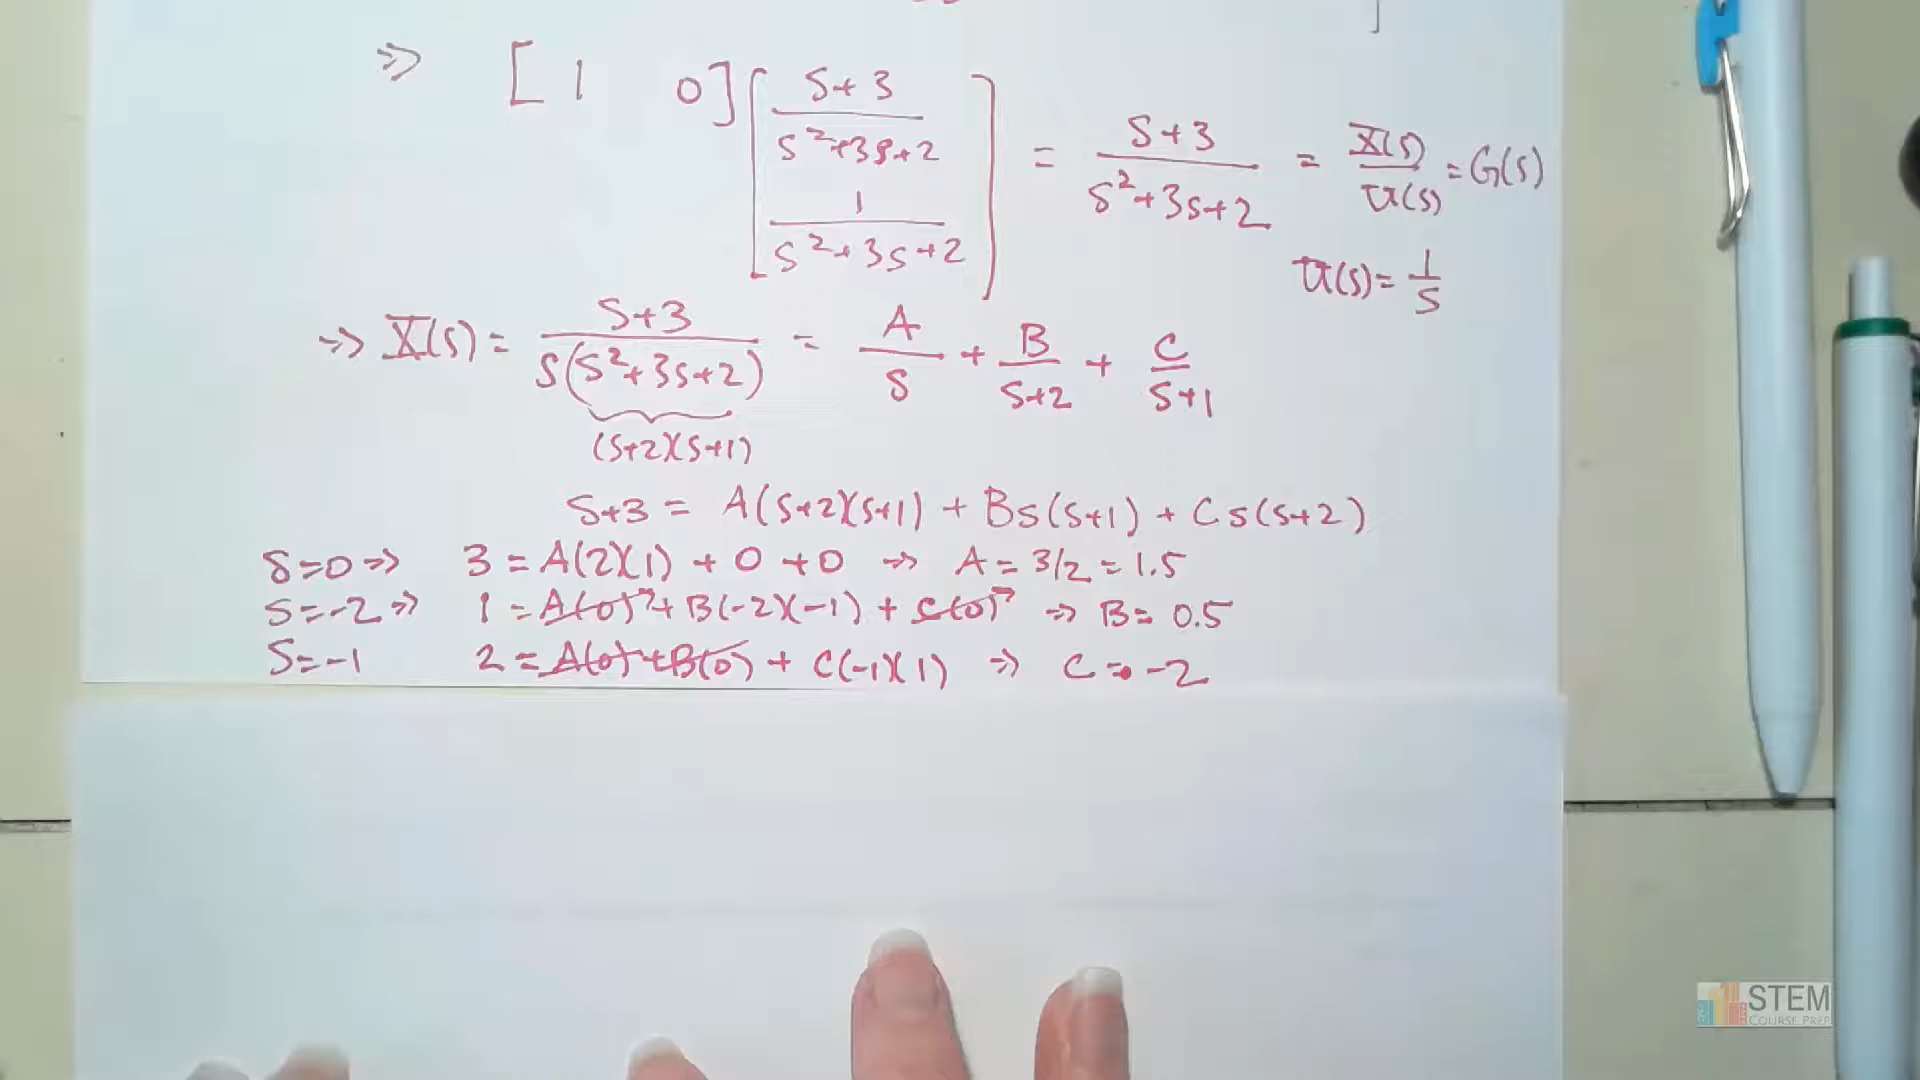 ⇒ [ 1 0 ] [ (s+3)/(s²+3s+2) ; 1/(s²+3s+2) ] = (s+3)/(s²+3s+2) = X(s)/U(s) = G(s)
U(s) = 1/s
⇒ X(s) = (s+3)/(s(s²+3s+2)) = A/s + B/(s+2) + C/(s+1)
(s+2)(s+1)
s+3 = A(s+2)(s+1) + Bs(s+1) + Cs(s+2)
s=0 ⇒ 3 = A(2)(1) + 0 + 0 ⇒ A = 3/2 = 1.5
s=-2 ⇒ 1 = A(0) + B(-2)(-1) + C(0) ⇒ B = 0.5
s=-1 2 = A(0) + B(0) + C(-1)(1) ⇒ C = -2
STEM
COURSE PREP